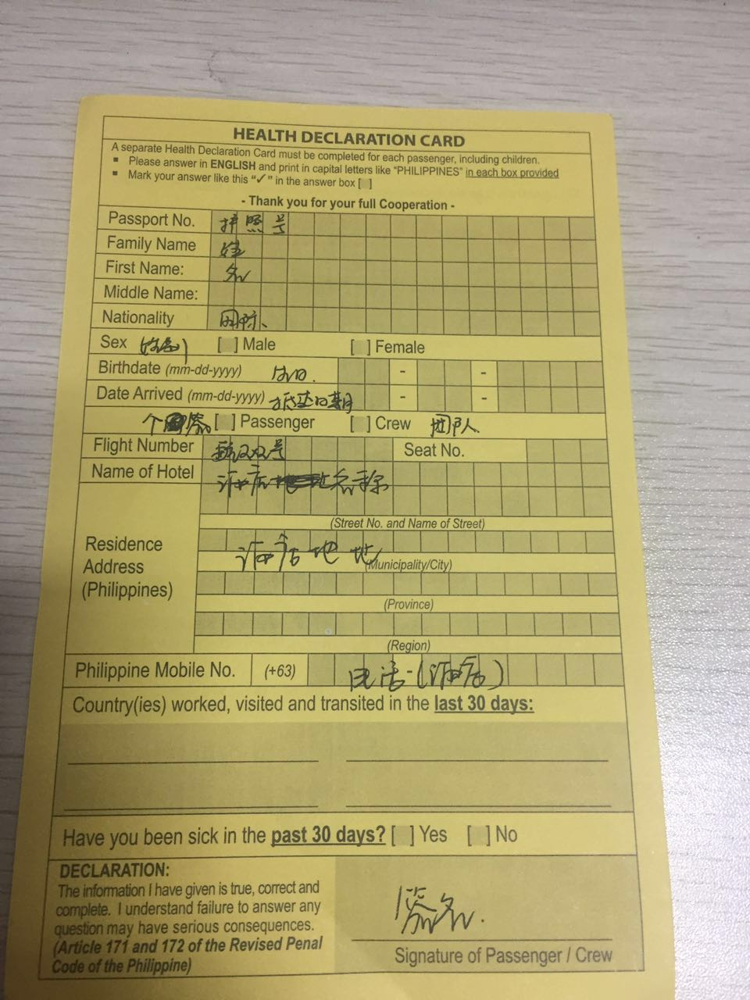 HEALTH DECLARATION CARD
A separate Health Declaration Card must be completed for each passenger, including children.
▪ Please answer in ENGLISH and print in capital letters like "PHILIPPINES" in each box provided
▪ Mark your answer like this "✓" in the answer box [ ]
- Thank you for your full Cooperation -
Passport No. 护照号
Family Name 姓
First Name: 名
Middle Name:
Nationality 国际
Sex (性别) [ ] Male [ ] Female
Birthdate (mm-dd-yyyy) 生日. - -
Date Arrived (mm-dd-yyyy) 抵达日期 - -
个 [ ] Passenger [ ] Crew 团队
Flight Number 航班号 Seat No.
Name of Hotel 酒店 名称
(Street No. and Name of Street)
Residence Address (Philippines) 酒店地址
(Municipality/City)
(Province)
(Region)
Philippine Mobile No. (+63) 电话-(酒店)
Country(ies) worked, visited and transited in the last 30 days:
Have you been sick in the past 30 days? [ ] Yes [ ] No
DECLARATION:
The information I have given is true, correct and
complete. I understand failure to answer any
question may have serious consequences.
(Article 171 and 172 of the Revised Penal
Code of the Philippine)
签名.
Signature of Passenger / Crew